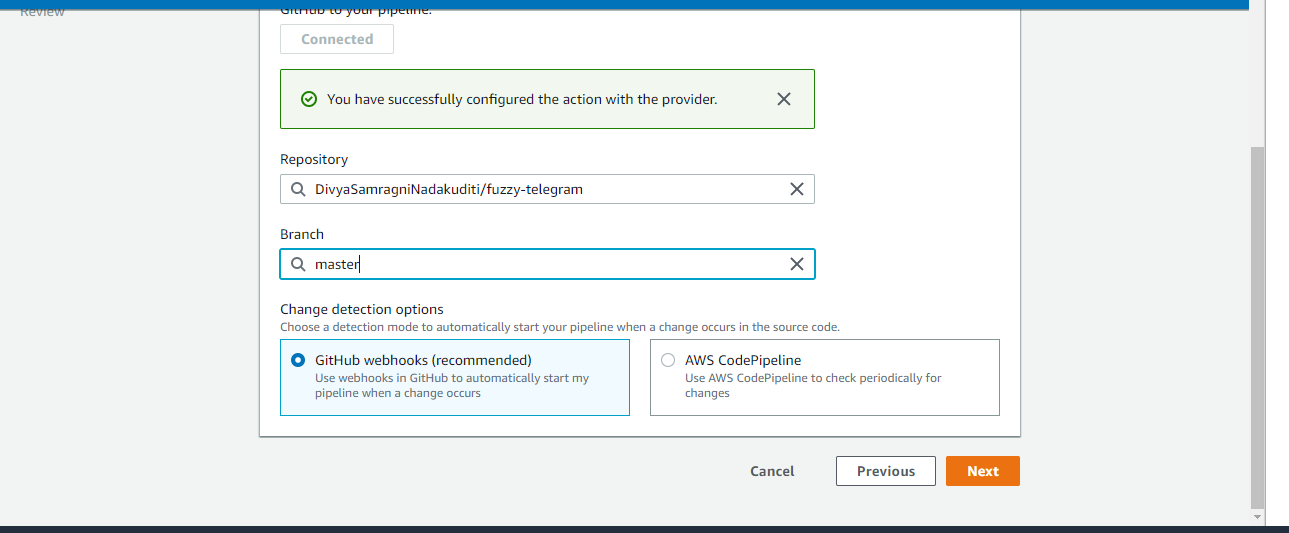 Review
GitHub to your pipeline.
Connected
You have successfully configured the action with the provider.
Repository
DivyaSamragniNadakuditi/fuzzy-telegram
Branch
master
Change detection options
Choose a detection mode to automatically start your pipeline when a change occurs in the source code.
GitHub webhooks (recommended)
Use webhooks in GitHub to automatically start my
pipeline when a change occurs
AWS CodePipeline
Use AWS CodePipeline to check periodically for
changes
Cancel
Previous
Next